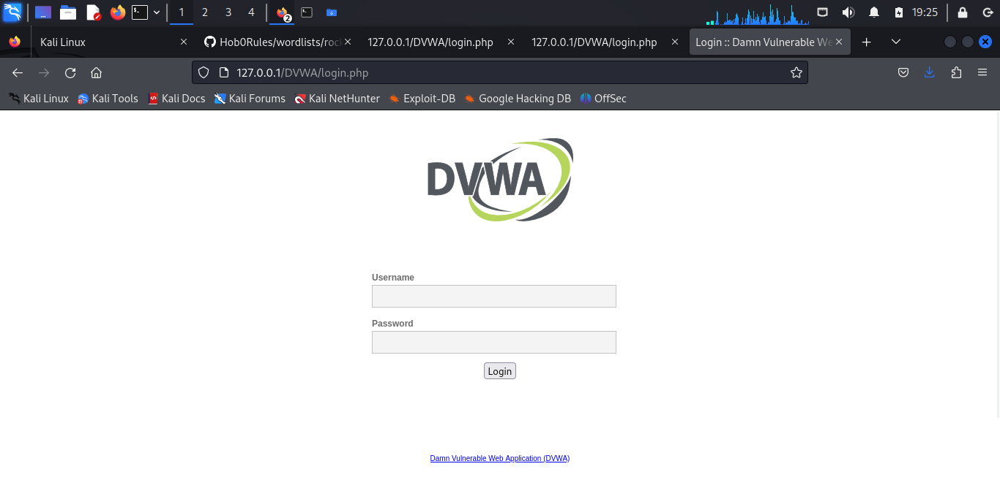 1 2 3 4 2 19:25
Kali Linux Hob0Rules/wordlists/roc 127.0.0.1/DVWA/login.php 127.0.0.1/DVWA/login.php Login :: Damn Vulnerable We
127.0.0.1/DVWA/login.php
Kali Linux Kali Tools Kali Docs Kali Forums Kali NetHunter Exploit-DB Google Hacking DB OffSec
DVWA
Username
Password
Login
Damn Vulnerable Web Application (DVWA)